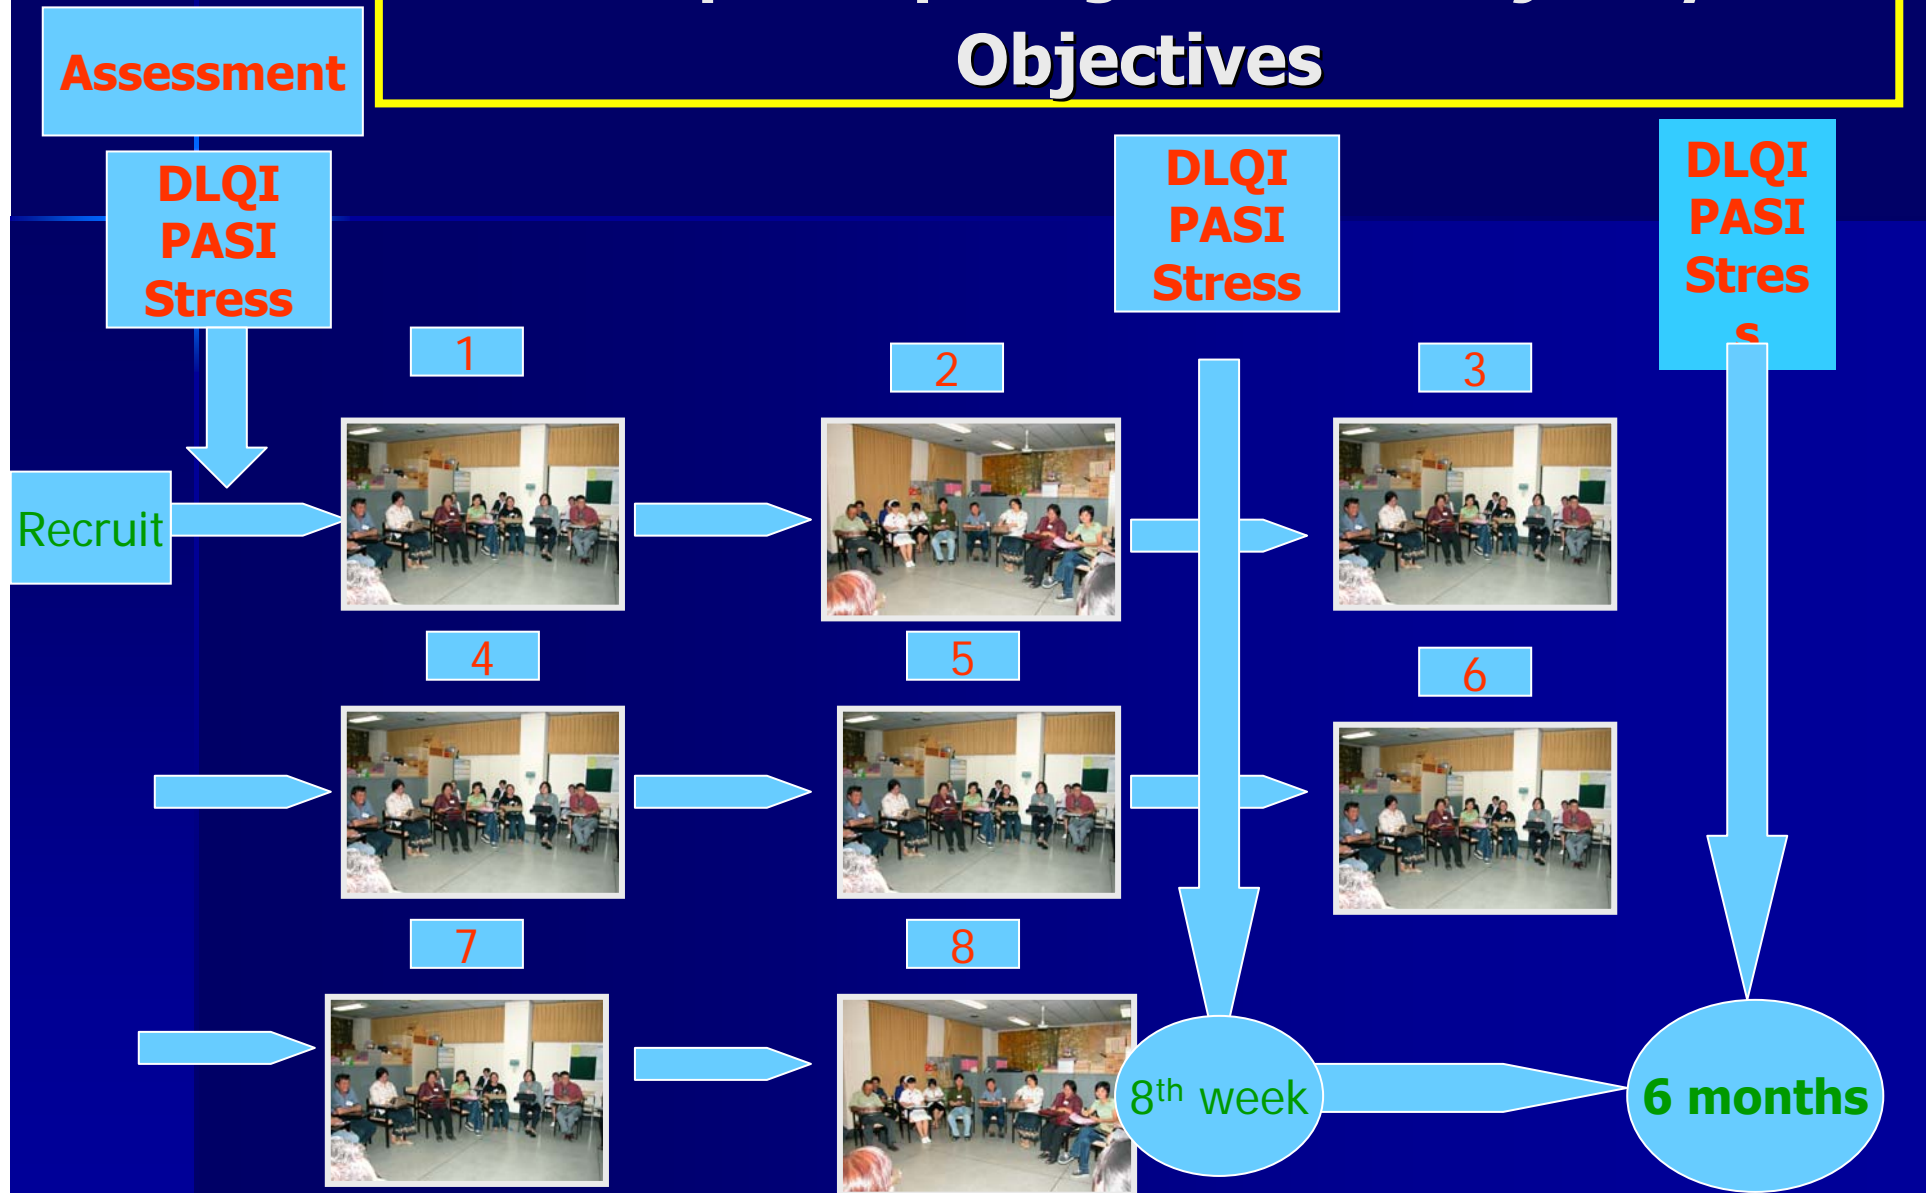 Objectives
Assessment
DLQI
PASI
Stress
DLQI
PASI
Stress
DLQI
PASI
Stres
s
1
2
3
Recruit
4
5
6
7
8
8th week
6 months